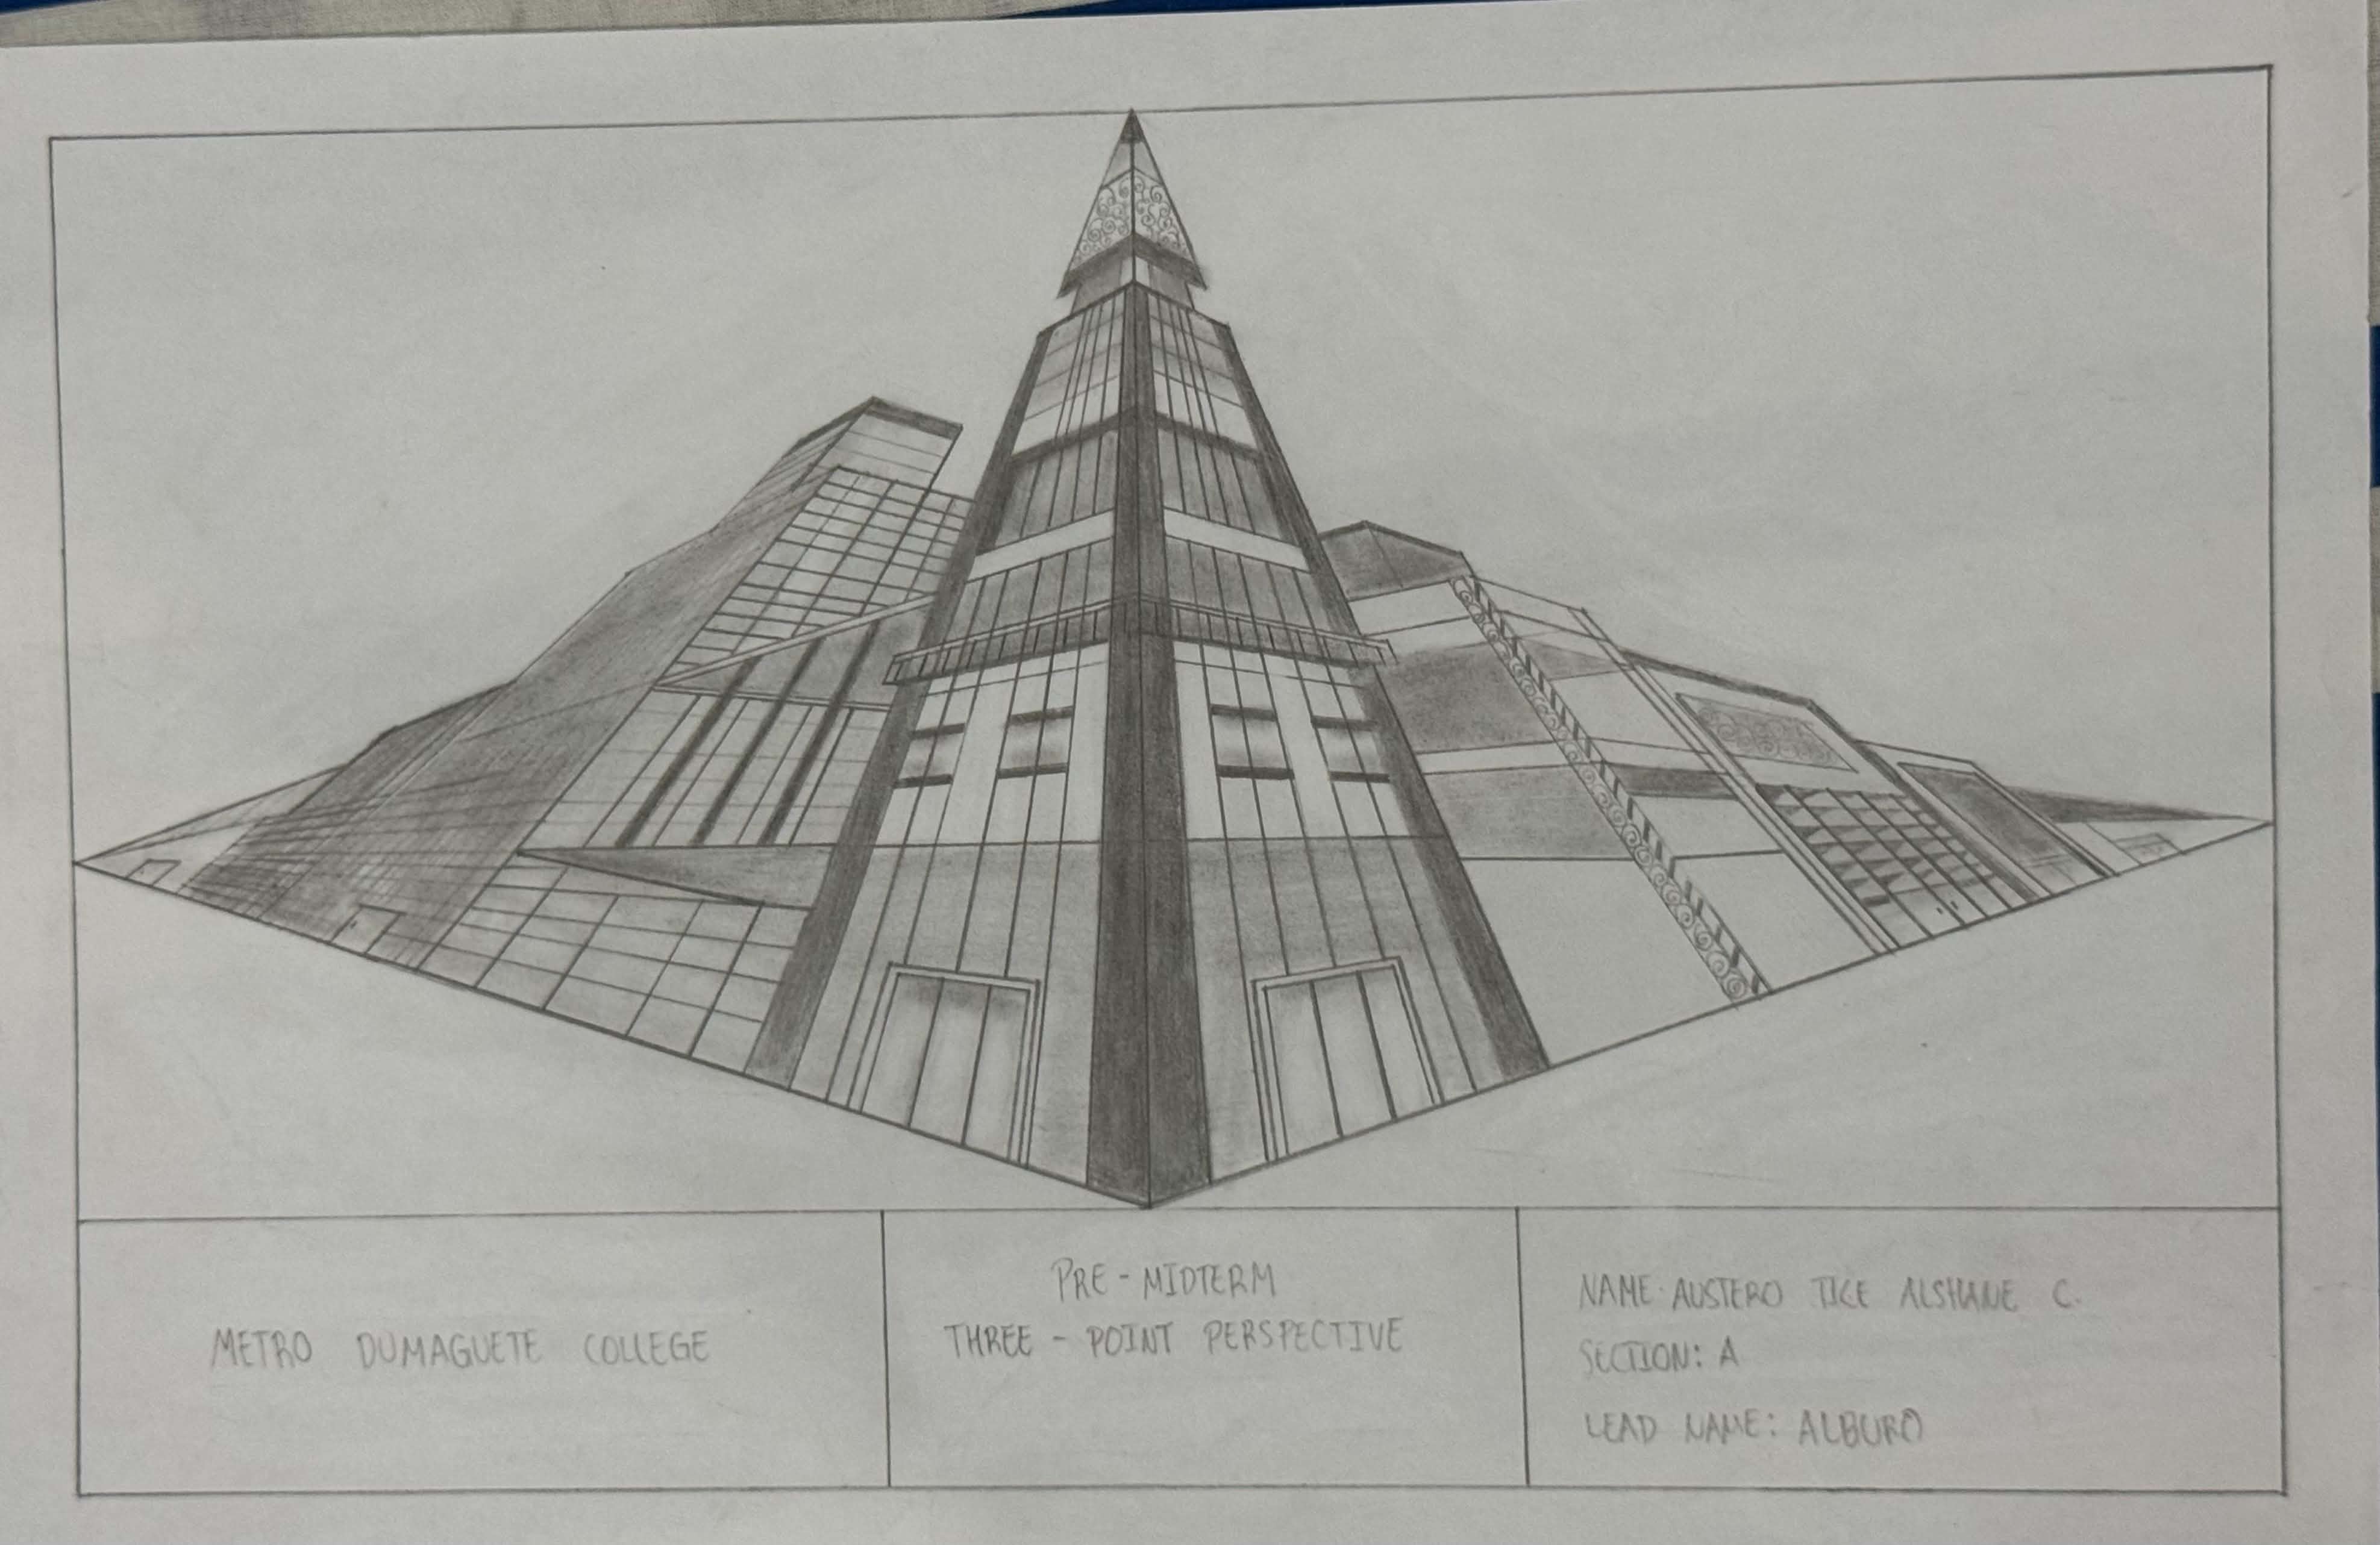 METRO DUMAGUETE COLLEGE
PRE-MIDTERM
THREE-POINT PERSPECTIVE
NAME: AUSTERO TICE ALSHANE C.
SECTION: A
LEAD NAME: ALBURO